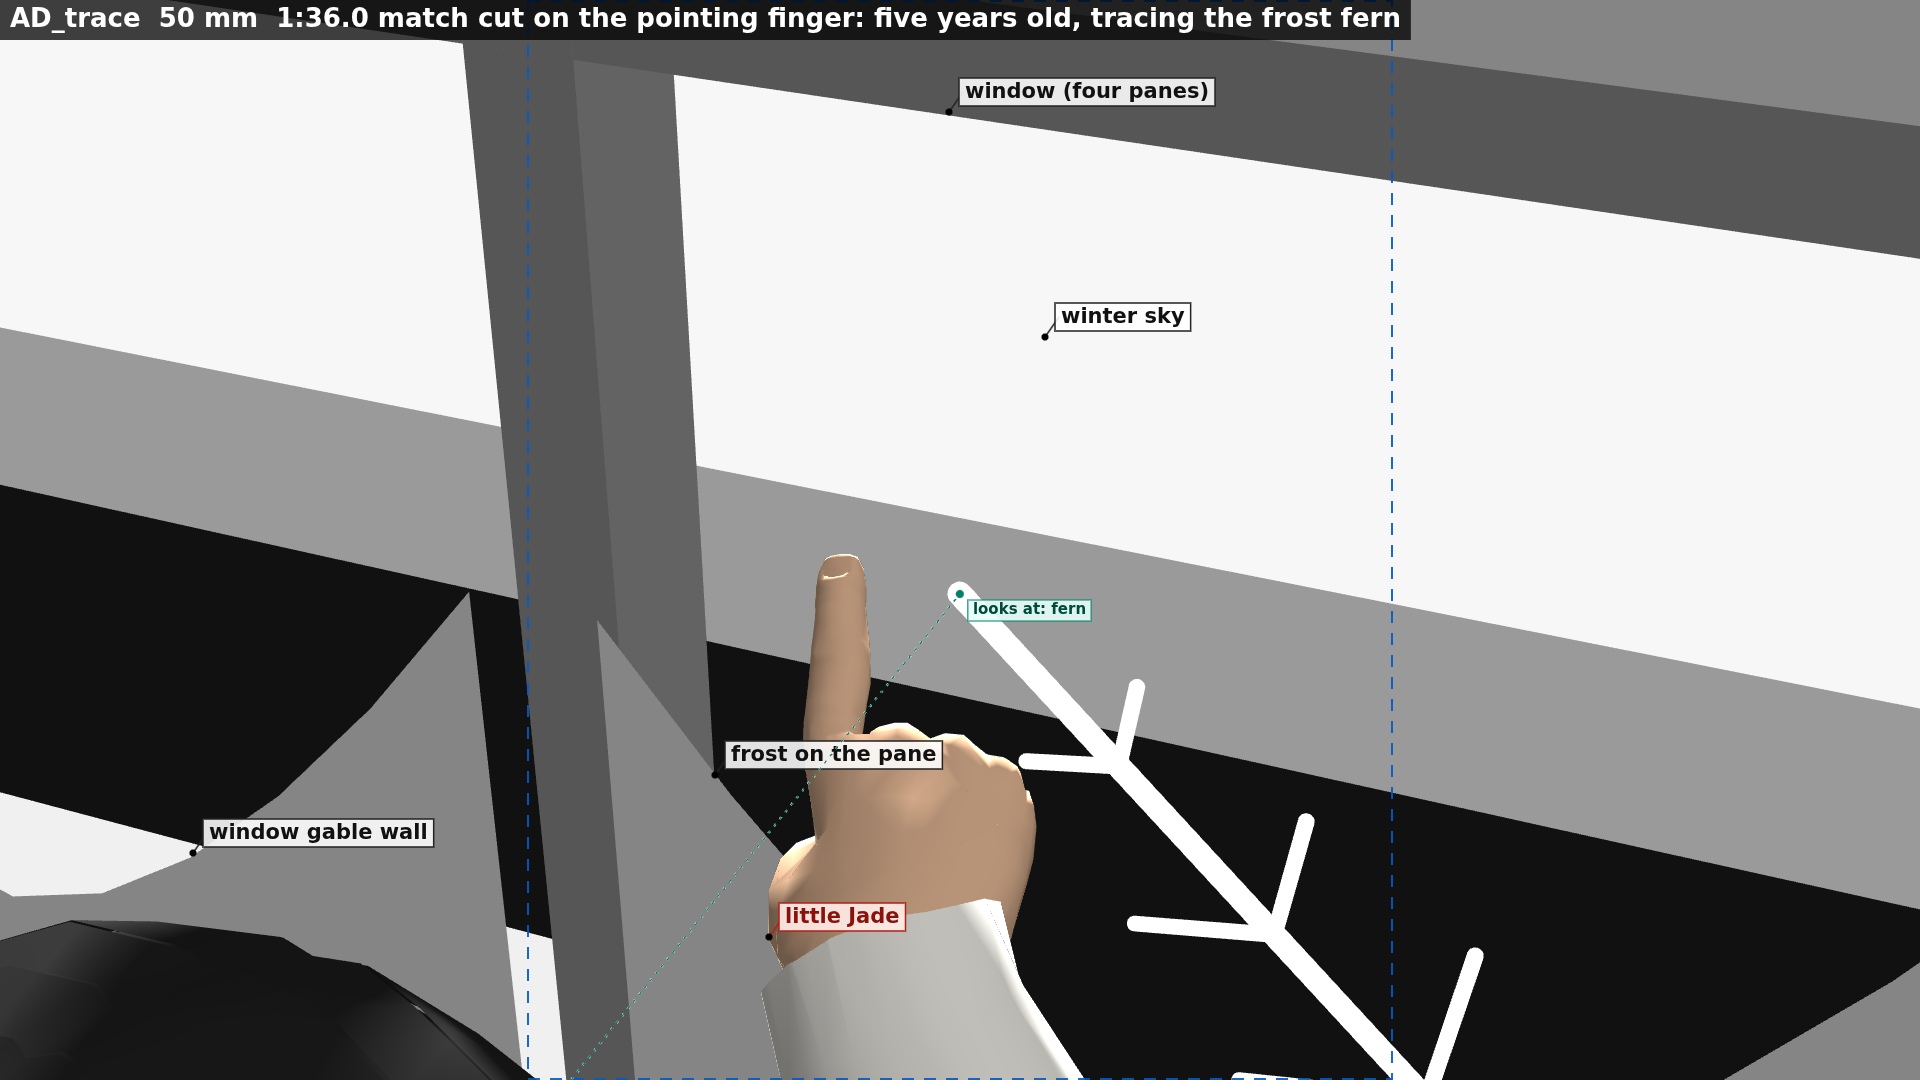 AD_trace  50 mm  1:36.0 match cut on the pointing finger: five years old, tracing the frost fern
window (four panes)
winter sky
looks at: fern
frost on the pane
window gable wall
little Jade